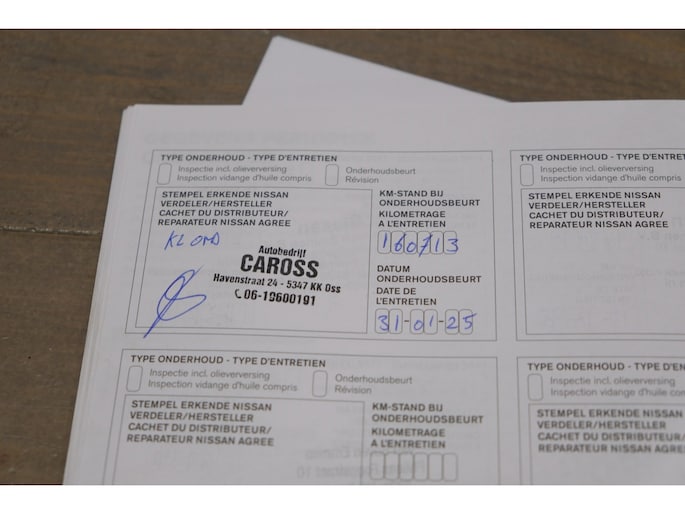 TYPE ONDERHOUD - TYPE D'ENTRETIEN
Inspectie incl. olieverversing
Inspection vidange d'huile compris
Onderhoudsbeurt
Révision
STEMPEL ERKENDE NISSAN
VERDELER/HERSTELLER
CACHET DU DISTRIBUTEUR/
REPARATEUR NISSAN AGREE
KL OND
Autobedrijf
CAROSS
Havenstraat 24 - 5347 KK Oss
06-19600191
KM-STAND BIJ
ONDERHOUDSBEURT
KILOMETRAGE
A L'ENTRETIEN
160713
DATUM
ONDERHOUDSBEURT
DATE DE
L'ENTRETIEN
31-01-25
TYPE ONDERHOUD - TYPE D'ENTRET
Inspectie incl. olieverversing
Inspection vidange d'huile compris
STEMPEL ERKENDE NISSAN
VERDELER/HERSTELLER
CACHET DU DISTRIBUTEUR/
REPARATEUR NISSAN AGREE
TYPE ONDERHOUD - TYPE D'ENTRETIEN
Inspectie incl. olieverversing
Inspection vidange d'huile compris
Onderhoudsbeurt
Révision
STEMPEL ERKENDE NISSAN
VERDELER/HERSTELLER
CACHET DU DISTRIBUTEUR/
REPARATEUR NISSAN AGREE
KM-STAND BIJ
ONDERHOUDSBEURT
KILOMETRAGE
A L'ENTRETIEN
TYPE ONDERHOUD - TYPE D'EN
Inspectie incl. olieverversing
Inspection vidange d'huile co
STEMPEL ERKENDE NISSAN
VERDELER/HERSTELLER
CACHET DU DISTRIBUTEUR/
REPARATEUR NISSAN AGRE